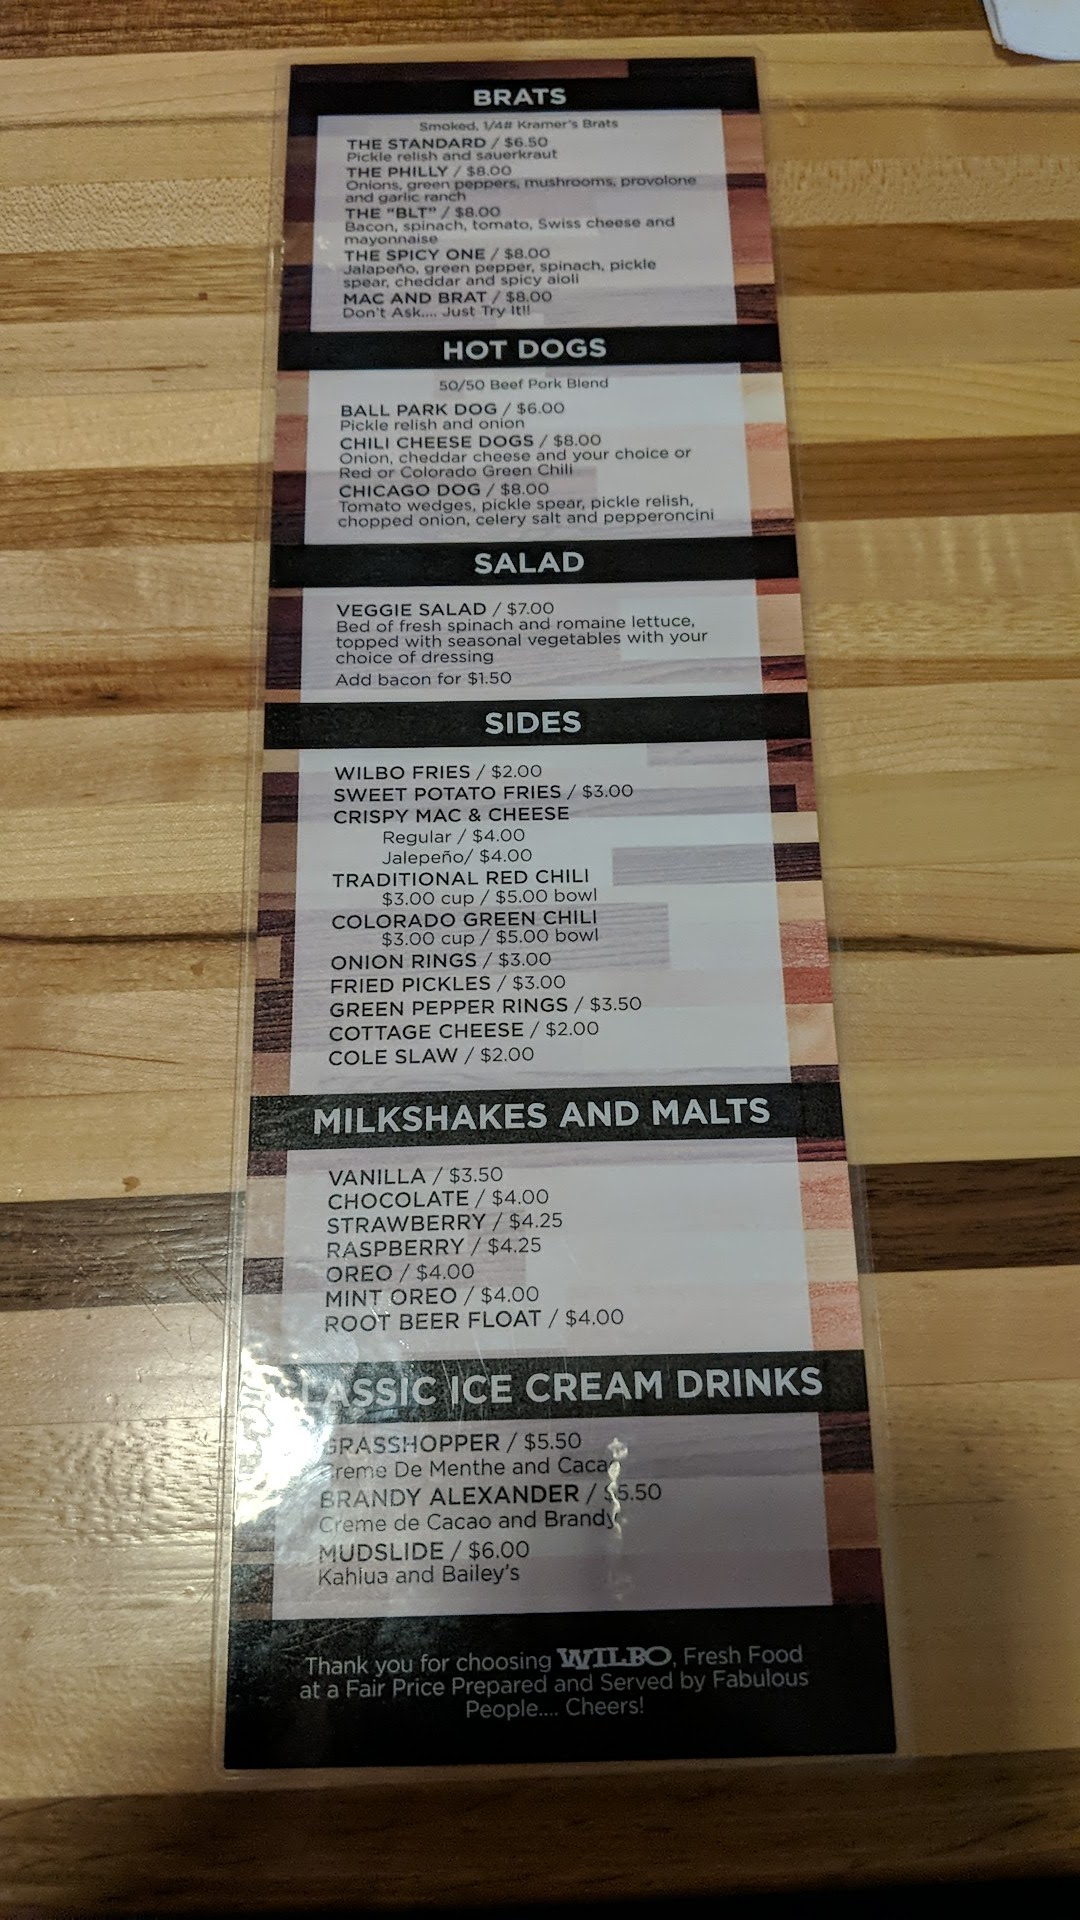 BRATS
Smoked, 1/4# Kramer's Brats
THE STANDARD / $6.50
Pickle relish and sauerkraut
THE PHILLY / $8.00
Onions, green peppers, mushrooms, provolone
and garlic ranch
THE "BLT" / $8.00
Bacon, spinach, tomato, Swiss cheese and
mayonnaise
THE SPICY ONE / $8.00
Jalapeño, green pepper, spinach, pickle
spear, cheddar and spicy aioli
MAC AND BRAT / $8.00
Don't Ask.... Just Try It!!
HOT DOGS
50/50 Beef Pork Blend
BALL PARK DOG / $6.00
Pickle relish and onion
CHILI CHEESE DOGS / $8.00
Onion, cheddar cheese and your choice or
Red or Colorado Green Chili
CHICAGO DOG / $8.00
Tomato wedges, pickle spear, pickle relish,
chopped onion, celery salt and pepperoncini
SALAD
VEGGIE SALAD / $7.00
Bed of fresh spinach and romaine lettuce,
topped with seasonal vegetables with your
choice of dressing
Add bacon for $1.50
SIDES
WILBO FRIES / $2.00
SWEET POTATO FRIES / $3.00
CRISPY MAC & CHEESE
Regular / $4.00
Jalepeño/ $4.00
TRADITIONAL RED CHILI
$3.00 cup / $5.00 bowl
COLORADO GREEN CHILI
$3.00 cup / $5.00 bowl
ONION RINGS / $3.00
FRIED PICKLES / $3.00
GREEN PEPPER RINGS / $3.50
COTTAGE CHEESE / $2.00
COLE SLAW / $2.00
MILKSHAKES AND MALTS
VANILLA / $3.50
CHOCOLATE / $4.00
STRAWBERRY / $4.25
RASPBERRY / $4.25
OREO / $4.00
MINT OREO / $4.00
ROOT BEER FLOAT / $4.00
CLASSIC ICE CREAM DRINKS
GRASSHOPPER / $5.50
Creme De Menthe and Cacao
BRANDY ALEXANDER / $5.50
Creme de Cacao and Brandy
MUDSLIDE / $6.00
Kahlua and Bailey's
Thank you for choosing WILBO, Fresh Food
at a Fair Price Prepared and Served by Fabulous
People.... Cheers!